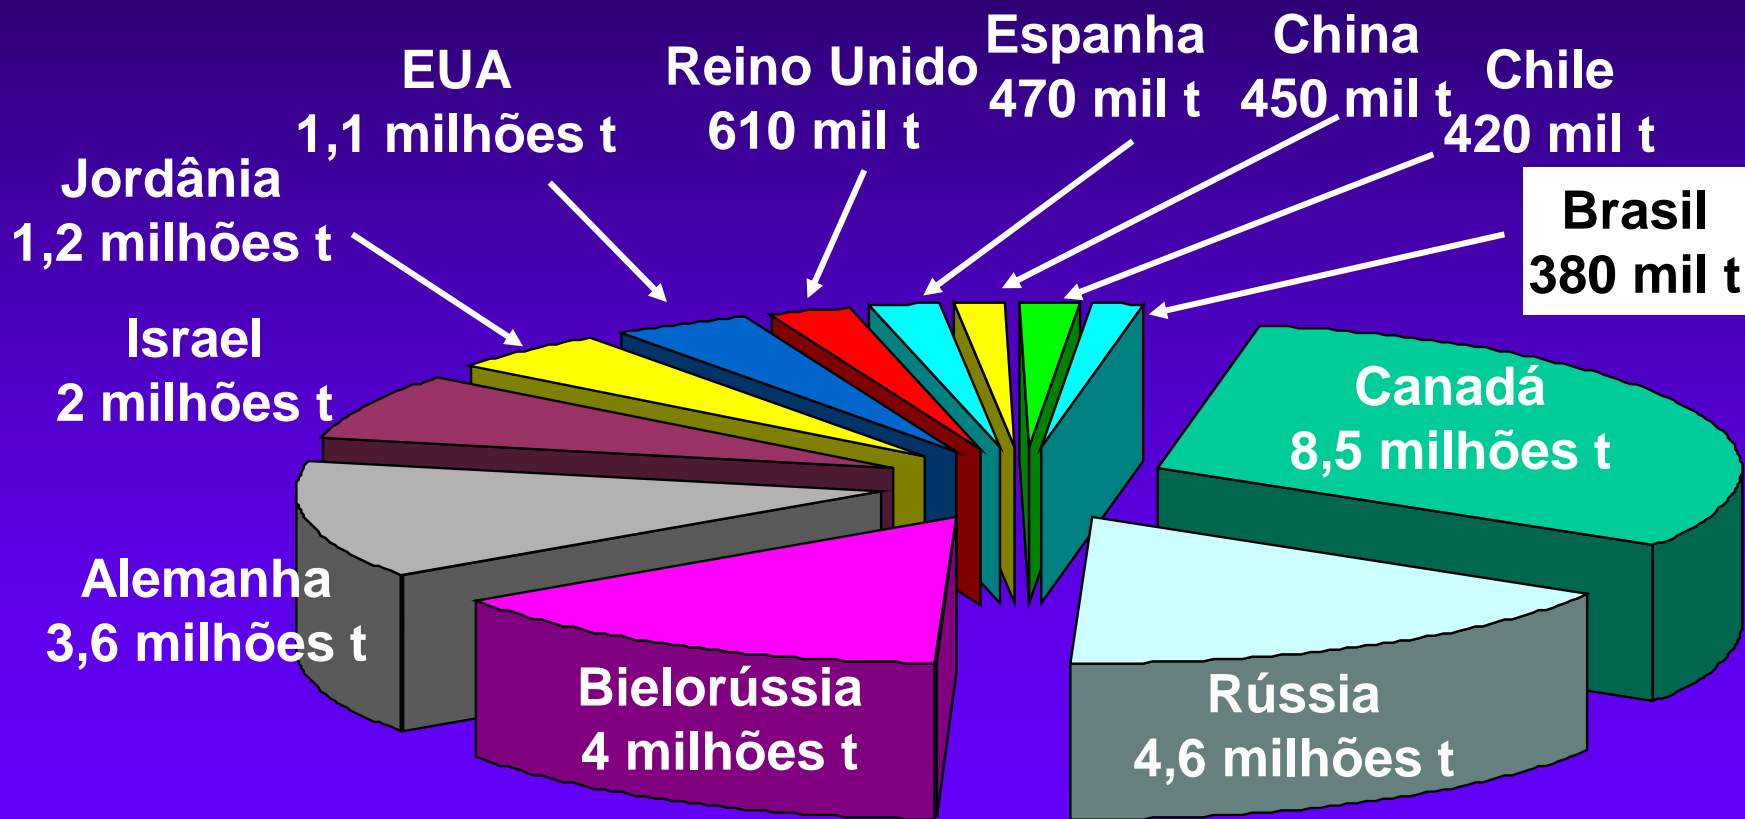 EUA
1,1 milhões t
Reino Unido
610 mil t
Espanha
470 mil t
China
450 mil t
Chile
420 mil t
Jordânia
1,2 milhões t
Brasil
380 mil t
Israel
2 milhões t
Canadá
8,5 milhões t
Alemanha
3,6 milhões t
Bielorússia
4 milhões t
Rússia
4,6 milhões t